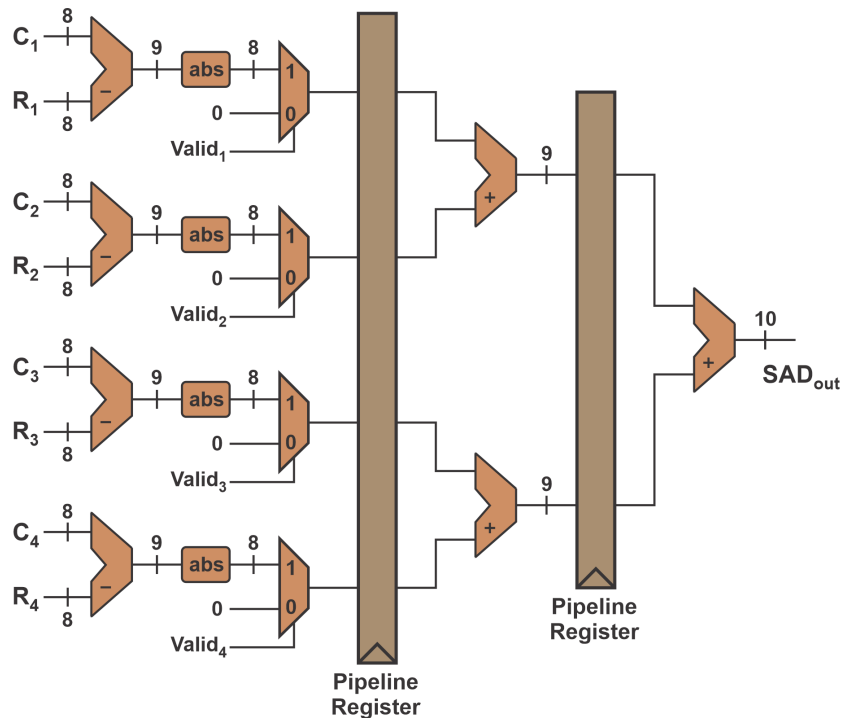 8
C1
9
8
abs
1
−
R1
8
0
0
Valid1
8
C2
9
8
abs
1
−
R2
8
0
0
Valid2
8
C3
9
8
abs
1
−
R3
8
0
0
Valid3
8
C4
9
8
abs
1
−
R4
8
0
0
Valid4
Pipeline
Register
+
9
+
9
Pipeline
Register
+
10
SADout